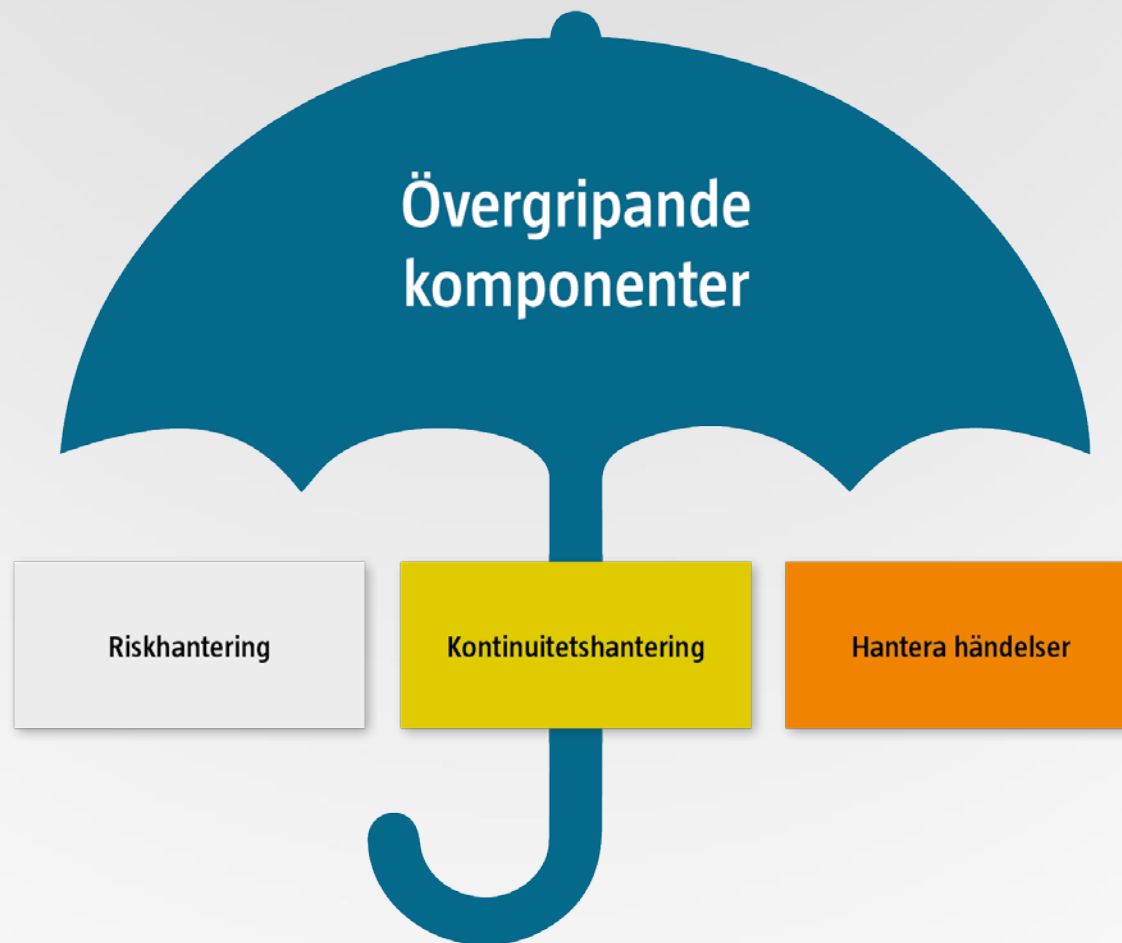 Övergripande
komponenter
Riskhantering
Kontinuitetshantering
Hantera händelser